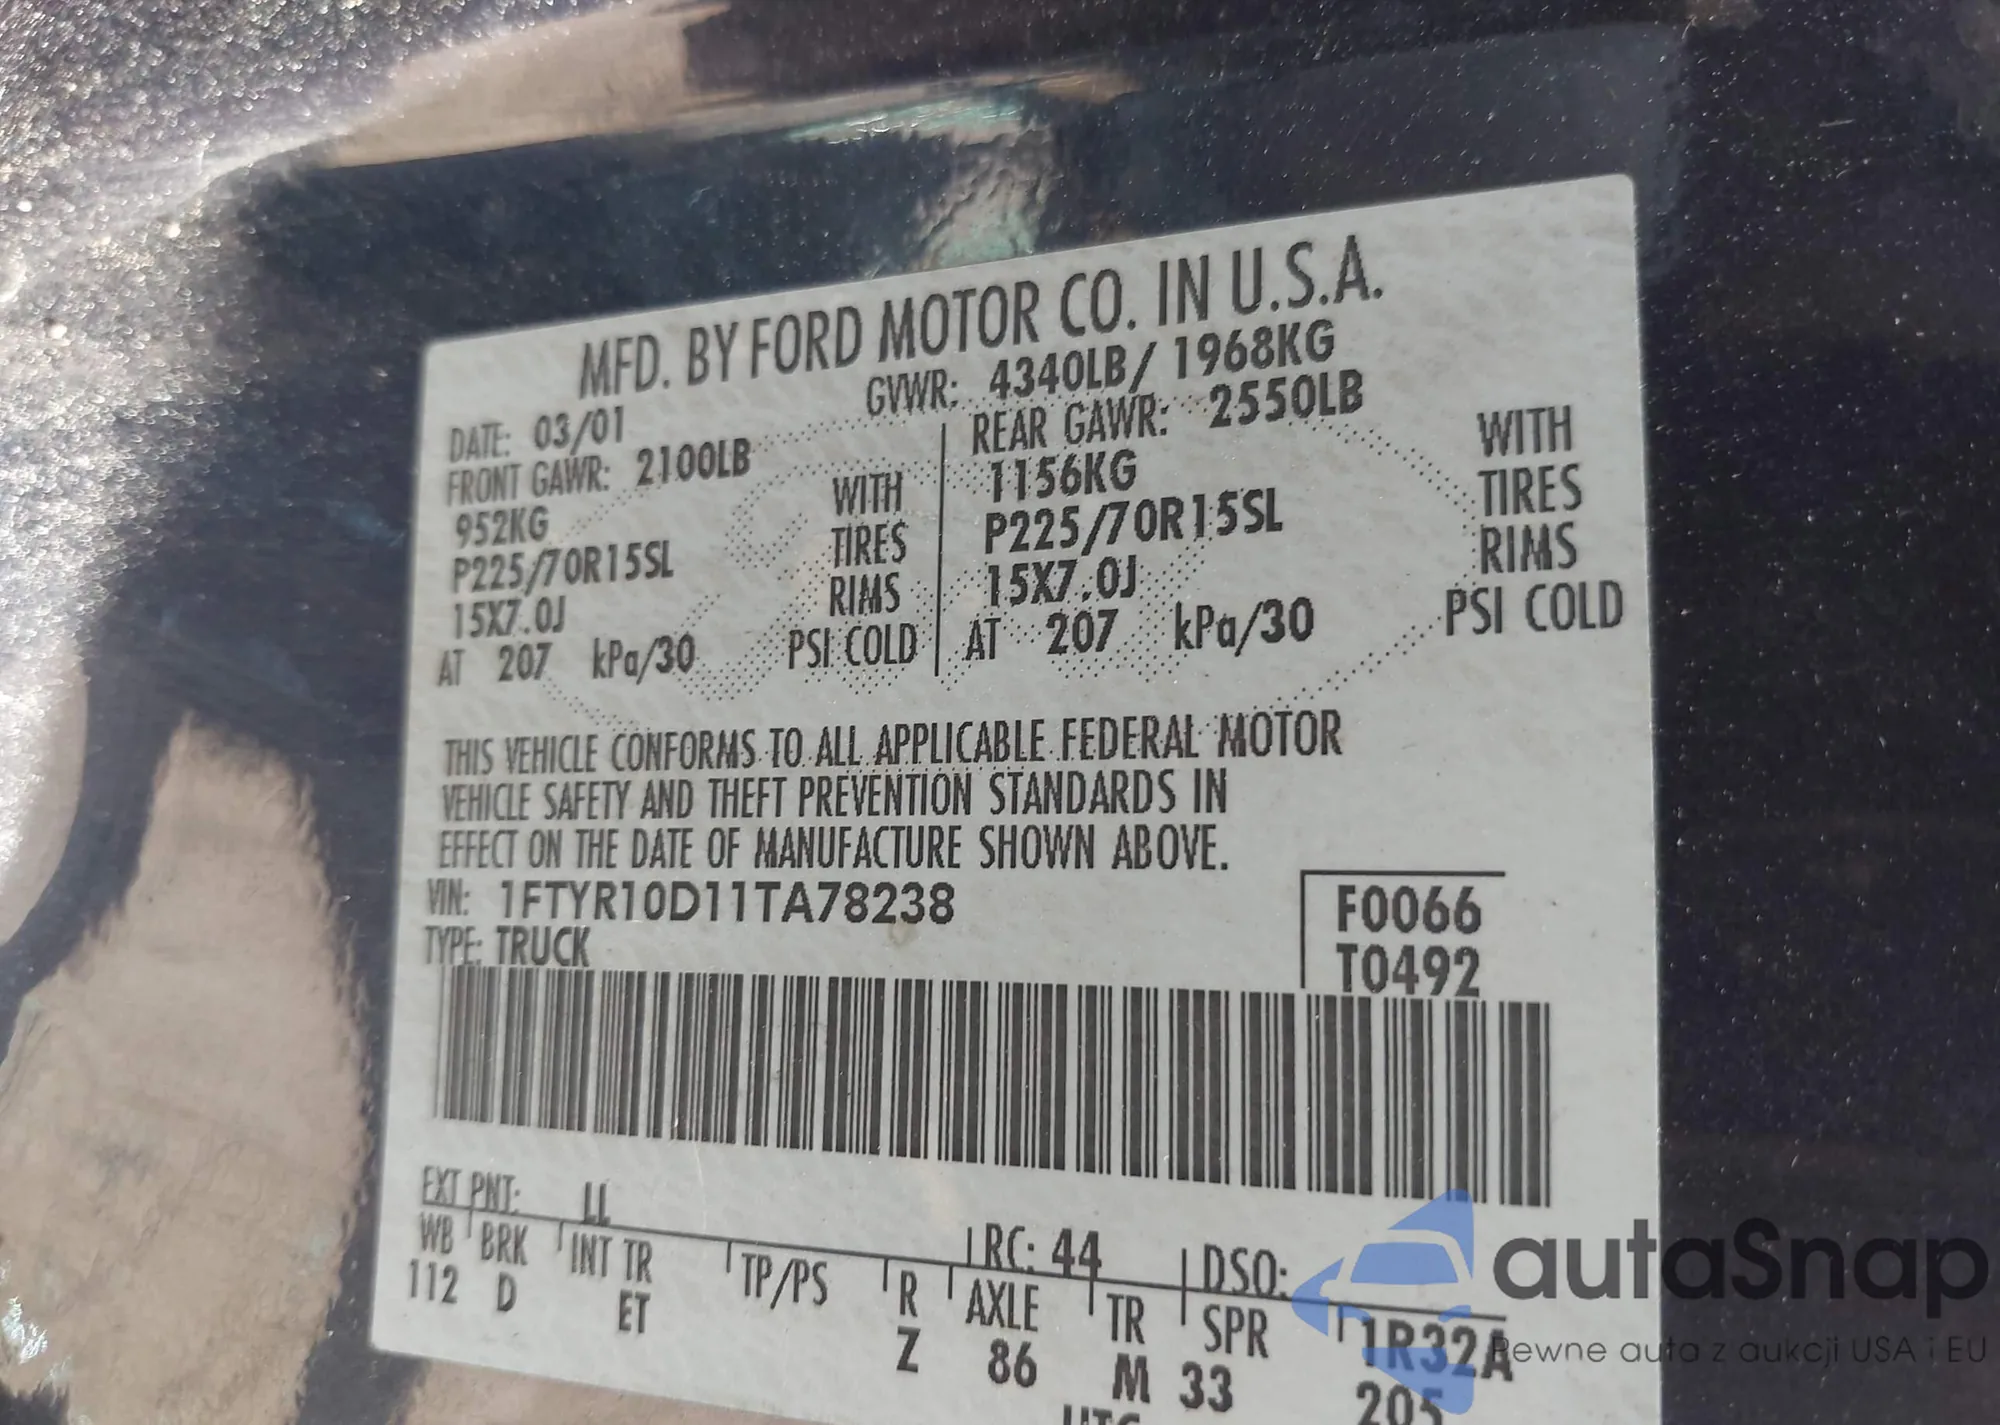 MFD. BY FORD MOTOR CO. IN U.S.A.
DATE: 03/01 GVWR: 4340LB/ 1968KG
FRONT GAWR: 2100LB REAR GAWR: 2550LB
952KG WITH 1156KG WITH
P225/70R15SL TIRES P225/70R15SL TIRES
15X7.0J RIMS 15X7.0J RIMS
AT 207 kPa/30 PSI COLD AT 207 kPa/30 PSI COLD
THIS VEHICLE CONFORMS TO ALL APPLICABLE FEDERAL MOTOR
VEHICLE SAFETY AND THEFT PREVENTION STANDARDS IN
EFFECT ON THE DATE OF MANUFACTURE SHOWN ABOVE.
VIN: 1FTYR10D11TA78238 F0066
TYPE: TRUCK T0492
EXT PNT: LL RC: 44 DSO:
WB BRK INT TR TP/PS R AXLE TR SPR 1R32A
112 D ET Z 86 M 33 205
autaSnap
Pewne auta z aukcji USA i EU